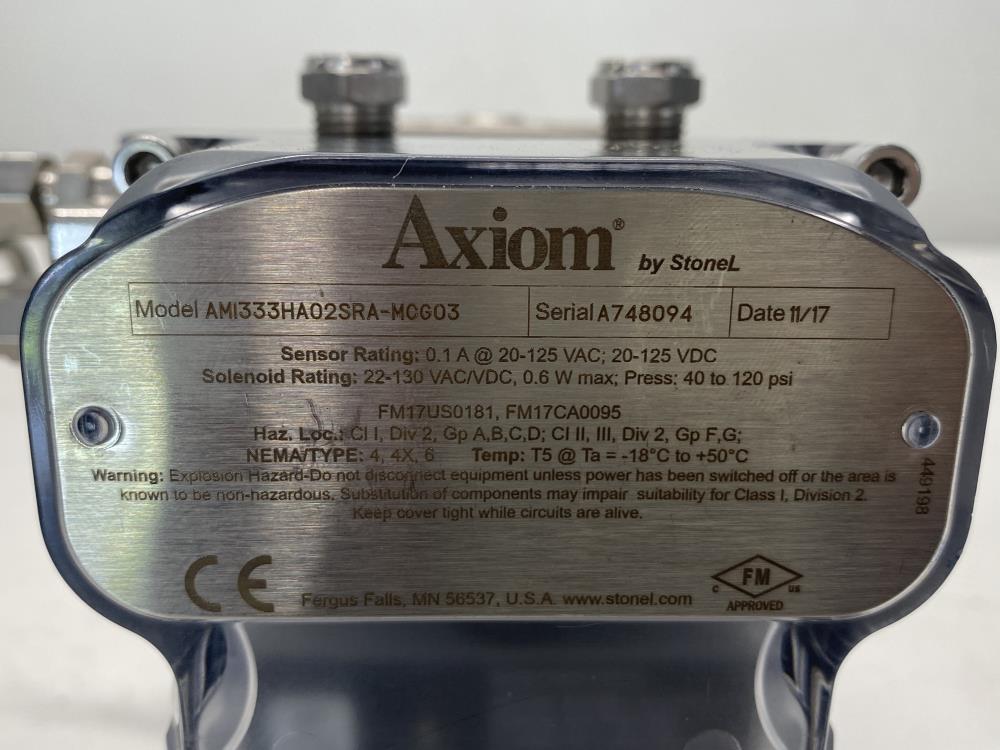 Axiom® by StoneL
Model AMI333HA02SRA-MCG03 Serial A748094 Date 11/17
Sensor Rating: 0.1 A @ 20-125 VAC; 20-125 VDC
Solenoid Rating: 22-130 VAC/VDC, 0.6 W max; Press: 40 to 120 psi
FM17US0181, FM17CA0095
Haz. Loc.: Cl I, Div 2, Gp A,B,C,D; Cl II, III, Div 2, Gp F,G;
NEMA/TYPE: 4, 4X, 6 Temp: T5 @ Ta = -18°C to +50°C
Warning: Explosion Hazard-Do not disconnect equipment unless power has been switched off or the area is
known to be non-hazardous. Substitution of components may impair suitability for Class I, Division 2.
Keep cover tight while circuits are alive.
449198
CE
Fergus Falls, MN 56537, U.S.A. www.stonel.com
C FM US
APPROVED